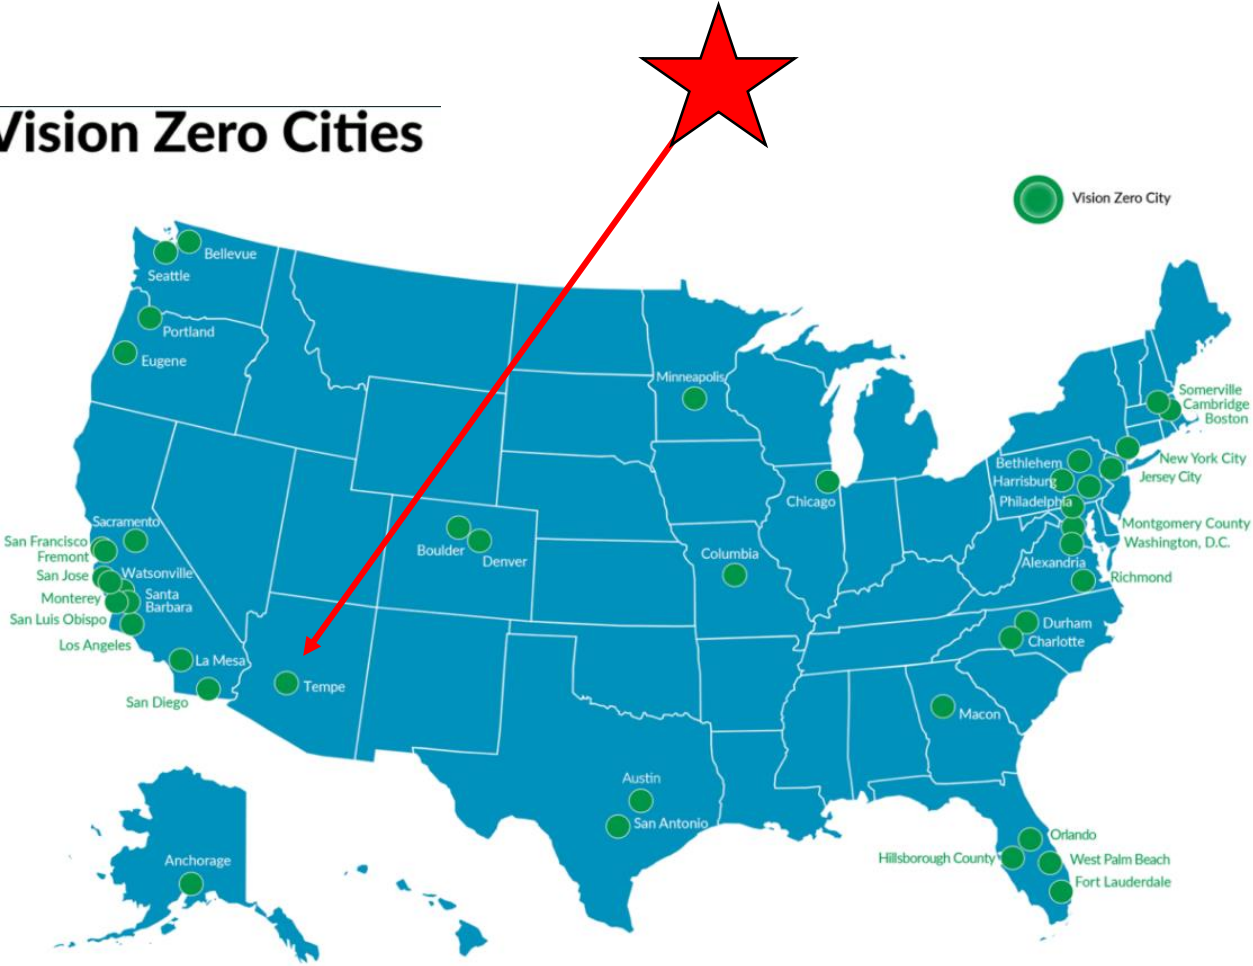 Vision Zero Cities
Vision Zero City
Bellevue
Seattle
Portland
Eugene
Minneapolis
Somerville
Cambridge
Boston
New York City
Bethlehem
Jersey City
Harrisburg
Chicago
Philadelphia
Sacramento
Montgomery County
San Francisco
Washington, D.C.
Fremont
Boulder
Denver
Columbia
Alexandria
San Jose
Watsonville
Richmond
Monterey
Santa
Barbara
San Luis Obispo
Durham
Los Angeles
Charlotte
La Mesa
Tempe
San Diego
Macon
Austin
San Antonio
Orlando
Hillsborough County
West Palm Beach
Anchorage
Fort Lauderdale